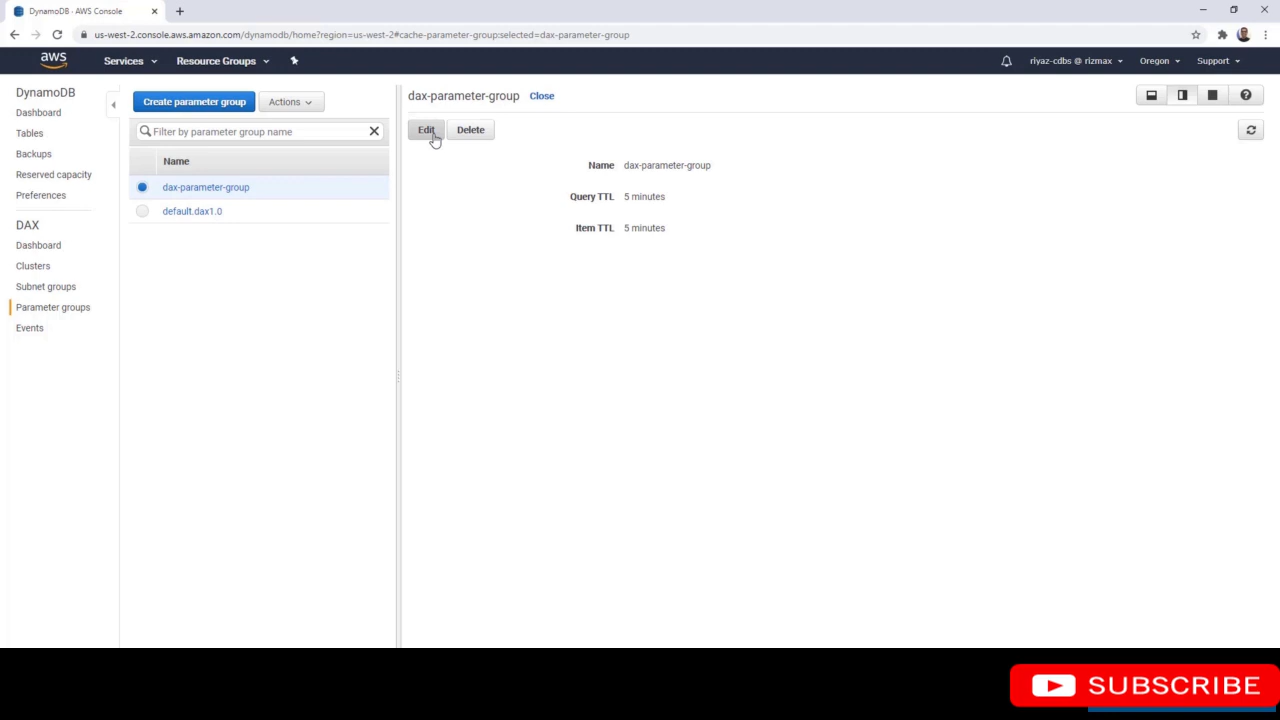 DynamoDB · AWS Console
us-west-2.console.aws.amazon.com/dynamodb/home?region=us-west-2#cache-parameter-group:selected=dax-parameter-group
aws Services Resource Groups riyaz-cdbs @ rizmax Oregon Support
DynamoDB
Dashboard
Tables
Backups
Reserved capacity
Preferences
DAX
Dashboard
Clusters
Subnet groups
Parameter groups
Events
Create parameter group Actions
Filter by parameter group name
Name
dax-parameter-group
default.dax1.0
dax-parameter-group Close
Edit Delete
Name dax-parameter-group
Query TTL 5 minutes
Item TTL 5 minutes
SUBSCRIBE